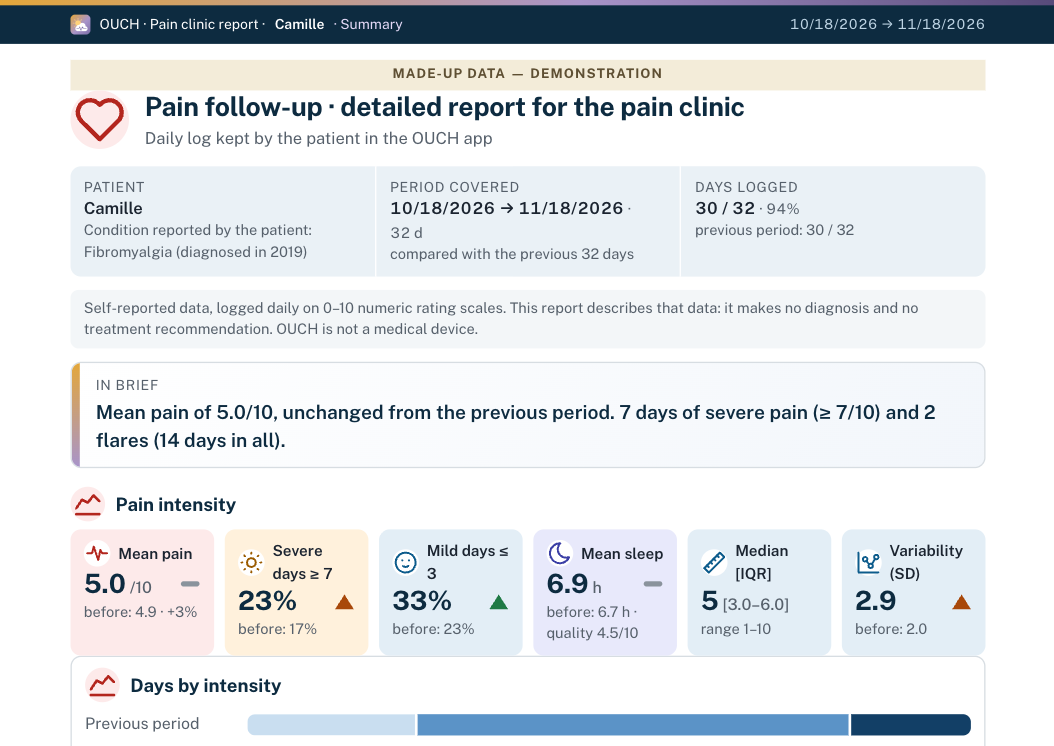 OUCH · Pain clinic report · Camille · Summary
10/18/2026 → 11/18/2026
MADE-UP DATA — DEMONSTRATION
Pain follow-up · detailed report for the pain clinic
Daily log kept by the patient in the OUCH app
PATIENT
Camille
Condition reported by the patient:
Fibromyalgia (diagnosed in 2019)
PERIOD COVERED
10/18/2026 → 11/18/2026 ·
32 d
compared with the previous 32 days
DAYS LOGGED
30 / 32 · 94%
previous period: 30 / 32
Self-reported data, logged daily on 0–10 numeric rating scales. This report describes that data: it makes no diagnosis and no
treatment recommendation. OUCH is not a medical device.
IN BRIEF
Mean pain of 5.0/10, unchanged from the previous period. 7 days of severe pain (≥ 7/10) and 2
flares (14 days in all).
Pain intensity
Mean pain
5.0 /10
before: 4.9 · +3%
Severe
days ≥ 7
23%
before: 17%
Mild days ≤
3
33%
before: 23%
Mean sleep
6.9 h
before: 6.7 h ·
quality 4.5/10
Median
[IQR]
5 [3.0–6.0]
range 1–10
Variability
(SD)
2.9
before: 2.0
Days by intensity
Previous period